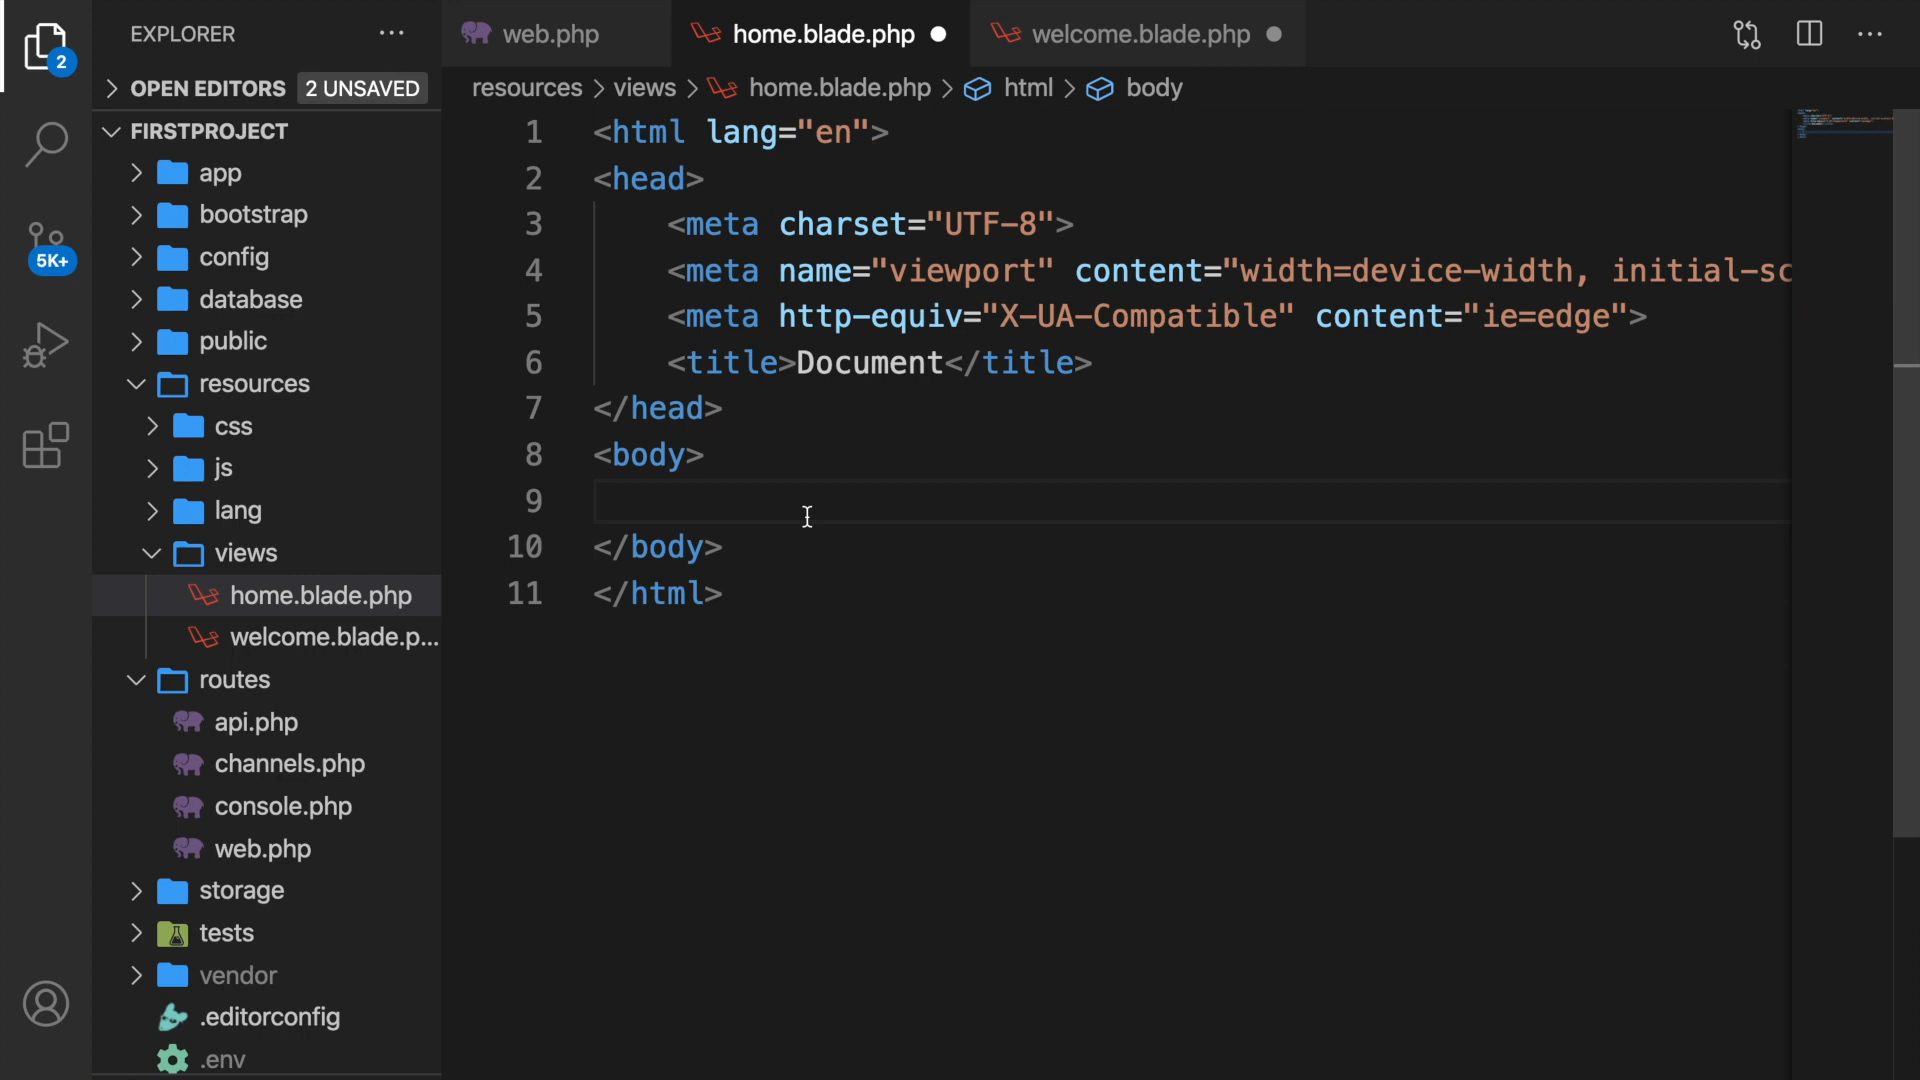 EXPLORER
2
OPEN EDITORS 2 UNSAVED
FIRSTPROJECT
app
bootstrap
config
5K+
database
public
resources
css
js
lang
views
home.blade.php
welcome.blade.p...
routes
api.php
channels.php
console.php
web.php
storage
tests
vendor
.editorconfig
.env
web.php home.blade.php welcome.blade.php
resources > views > home.blade.php > html > body
1 <html lang="en">
2 <head>
3 <meta charset="UTF-8">
4 <meta name="viewport" content="width=device-width, initial-sc
5 <meta http-equiv="X-UA-Compatible" content="ie=edge">
6 <title>Document</title>
7 </head>
8 <body>
9
10 </body>
11 </html>